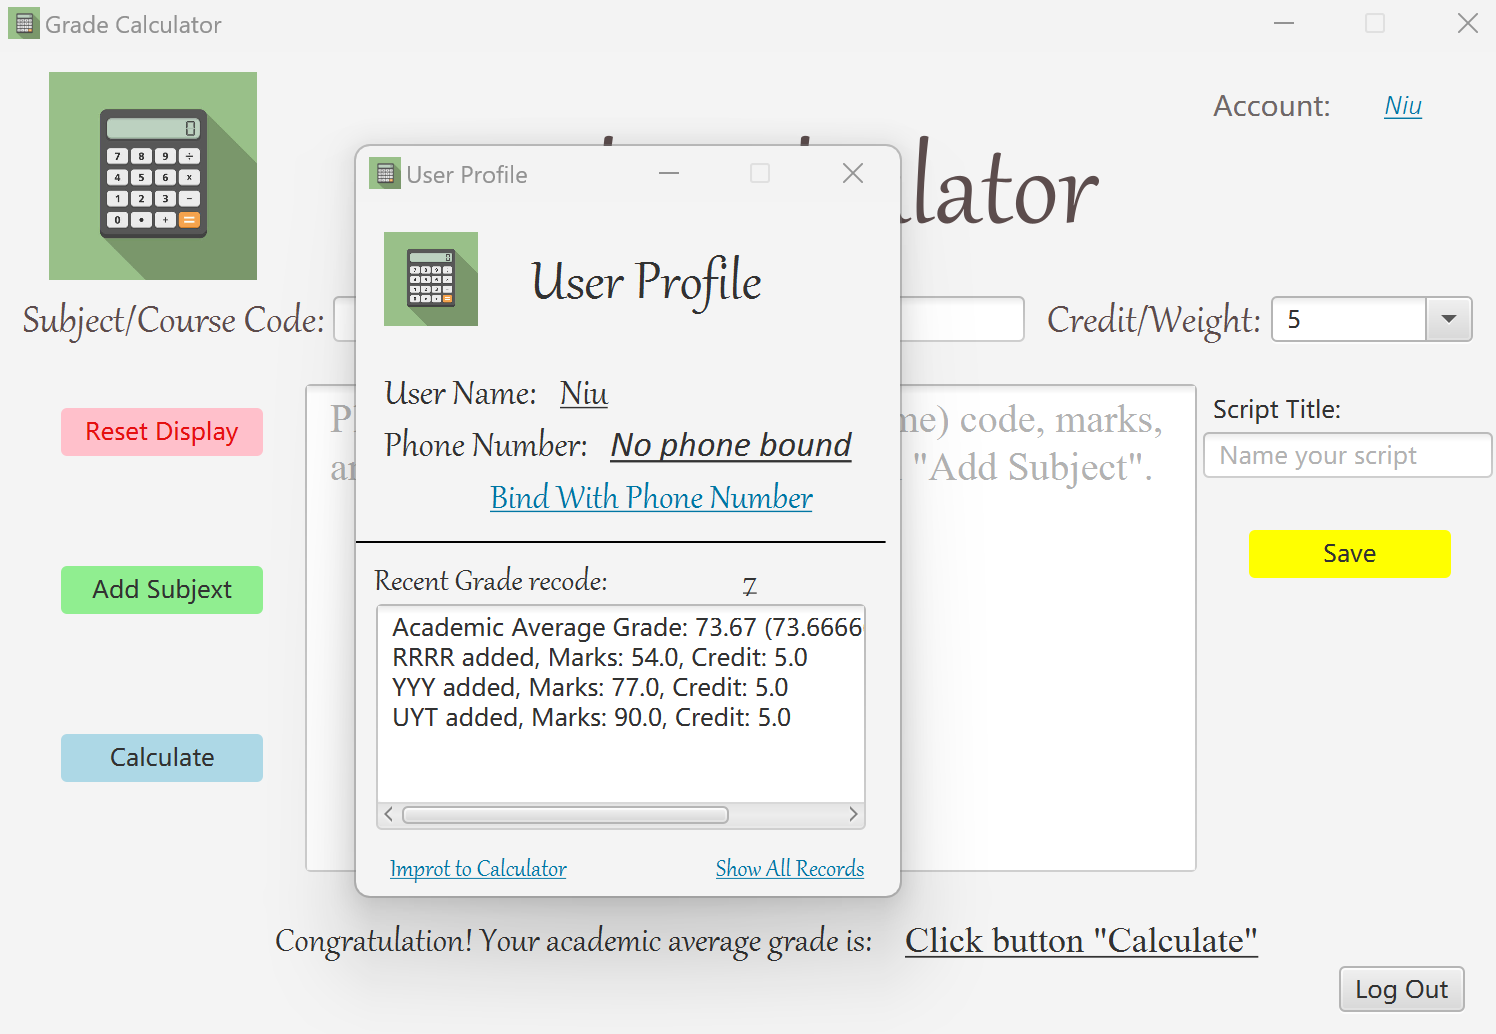 Grade Calculator
Account: Niu
lator
User Profile
User Profile
Subject/Course Code:
Credit/Weight: 5
User Name: Niu
Phone Number: No phone bound
Bind With Phone Number
Reset Display
me) code, marks,
"Add Subject".
Script Title:
Name your script
Save
Add Subjext
Recent Grade recode: 7
Academic Average Grade: 73.67 (73.6666
RRRR added, Marks: 54.0, Credit: 5.0
YYY added, Marks: 77.0, Credit: 5.0
UYT added, Marks: 90.0, Credit: 5.0
Calculate
Improt to Calculator
Show All Records
Congratulation! Your academic average grade is: Click button "Calculate"
Log Out